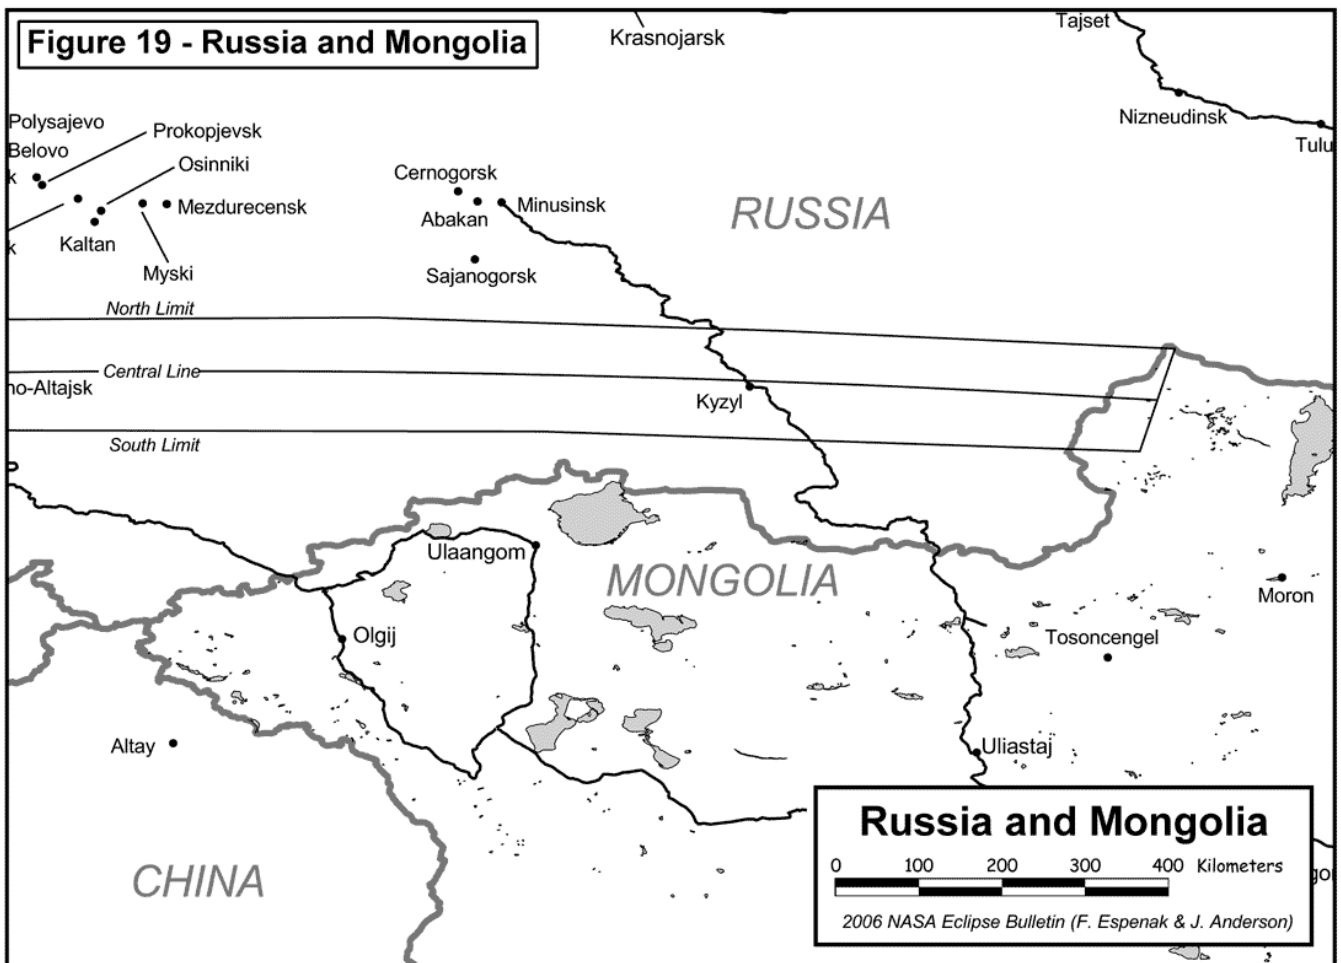 Figure 19 - Russia and Mongolia
Krasnojarsk
Tajset
Nizneudinsk
Tulu
Polysajevo
Prokopjevsk
Belovo
Osinniki
k
Cernogorsk
Mezdurecensk
Abakan
Minusinsk
RUSSIA
k
Kaltan
Myski
Sajanogorsk
North Limit
Central Line
no-Altajsk
Kyzyl
South Limit
Ulaangom
MONGOLIA
Moron
Olgij
Tosoncengel
Altay
Uliastaj
CHINA
Russia and Mongolia
0 100 200 300 400 Kilometers
2006 NASA Eclipse Bulletin (F. Espenak & J. Anderson)
go